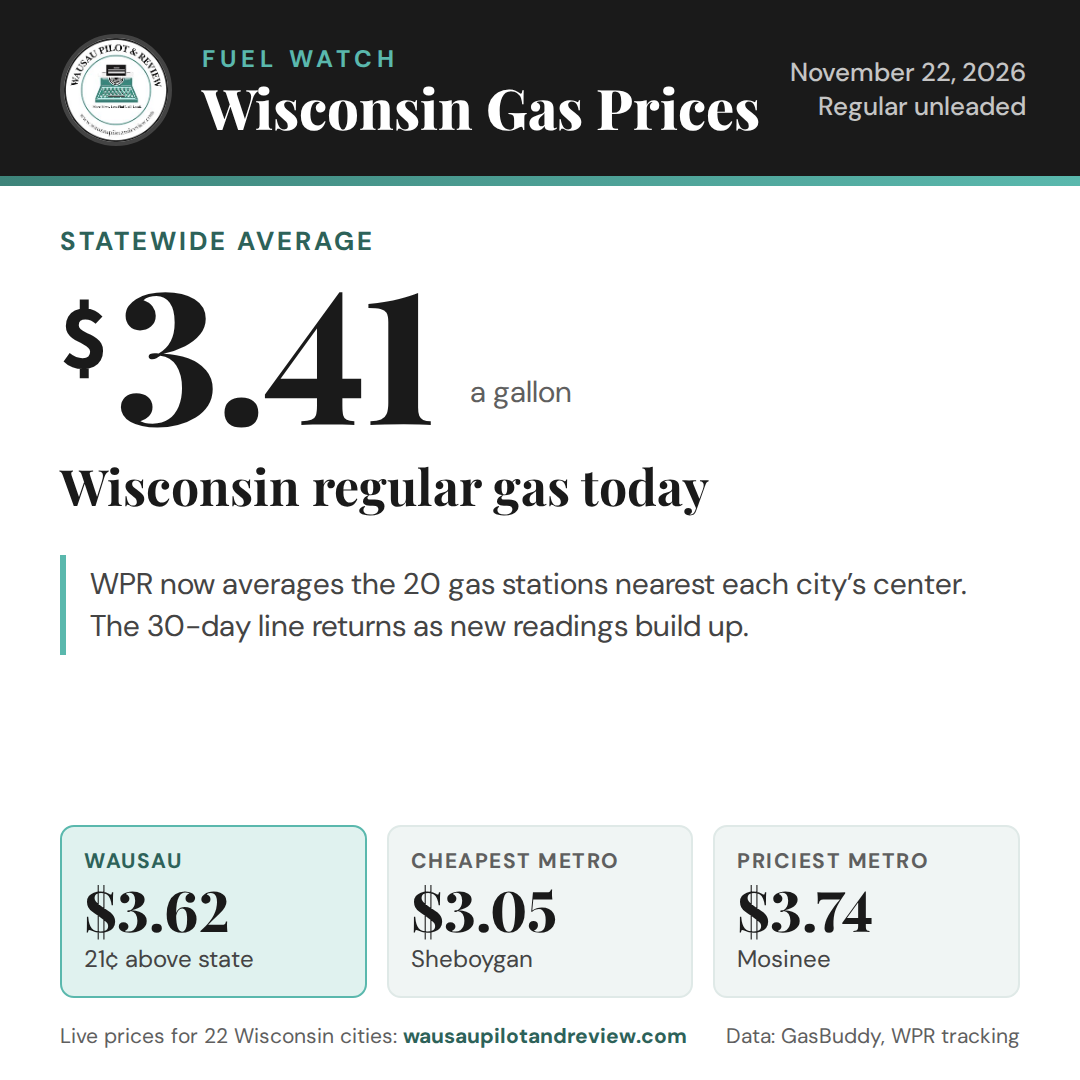 WAUSAU PILOT & REVIEW
FUEL WATCH
Wisconsin Gas Prices
November 22, 2026
Regular unleaded
STATEWIDE AVERAGE
$3.41 a gallon
Wisconsin regular gas today
WPR now averages the 20 gas stations nearest each city’s center.
The 30-day line returns as new readings build up.
WAUSAU
$3.62
21¢ above state
CHEAPEST METRO
$3.05
Sheboygan
PRICIEST METRO
$3.74
Mosinee
Live prices for 22 Wisconsin cities: wausaupilotandreview.com
Data: GasBuddy, WPR tracking